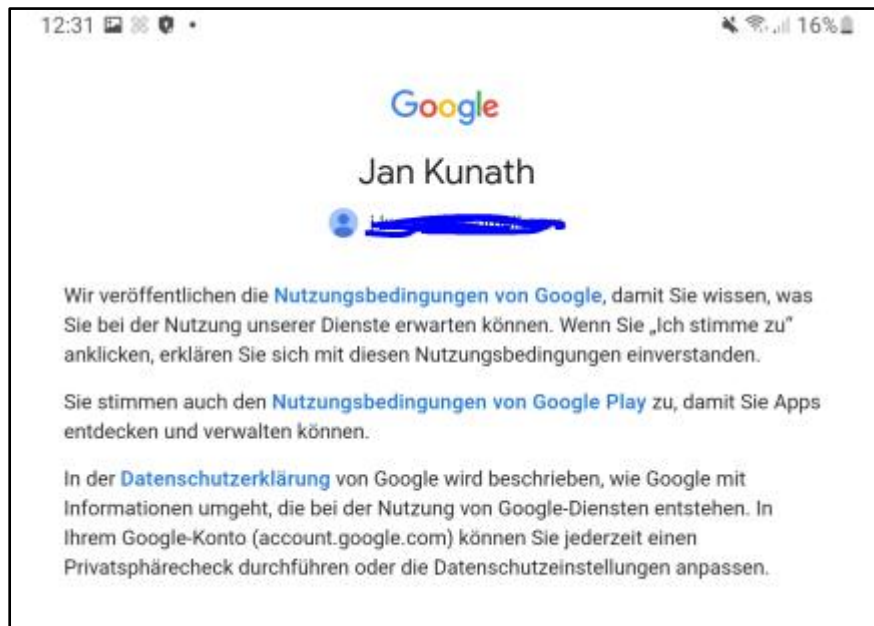 12:31
16%
Google
Jan Kunath
Wir veröffentlichen die Nutzungsbedingungen von Google, damit Sie wissen, was
Sie bei der Nutzung unserer Dienste erwarten können. Wenn Sie „Ich stimme zu“
anklicken, erklären Sie sich mit diesen Nutzungsbedingungen einverstanden.
Sie stimmen auch den Nutzungsbedingungen von Google Play zu, damit Sie Apps
entdecken und verwalten können.
In der Datenschutzerklärung von Google wird beschrieben, wie Google mit
Informationen umgeht, die bei der Nutzung von Google-Diensten entstehen. In
Ihrem Google-Konto (account.google.com) können Sie jederzeit einen
Privatsphärecheck durchführen oder die Datenschutzeinstellungen anpassen.